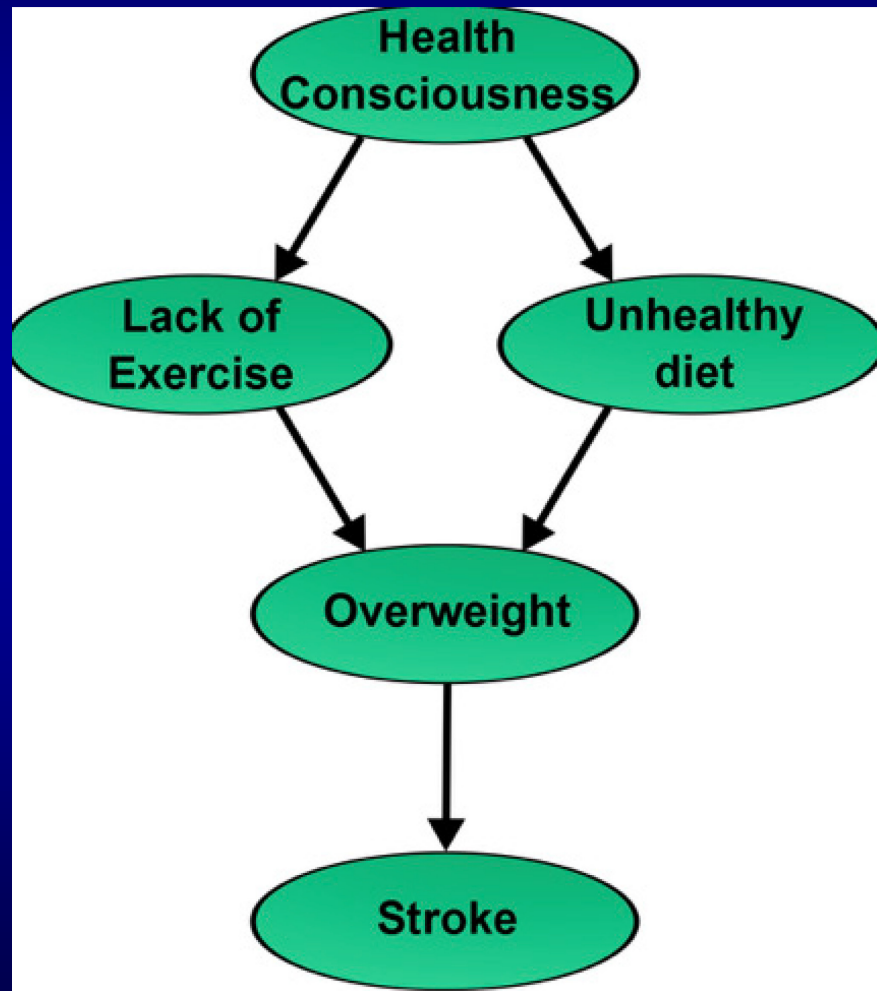 Health
Consciousness
Lack of
Exercise
Unhealthy
diet
Overweight
Stroke